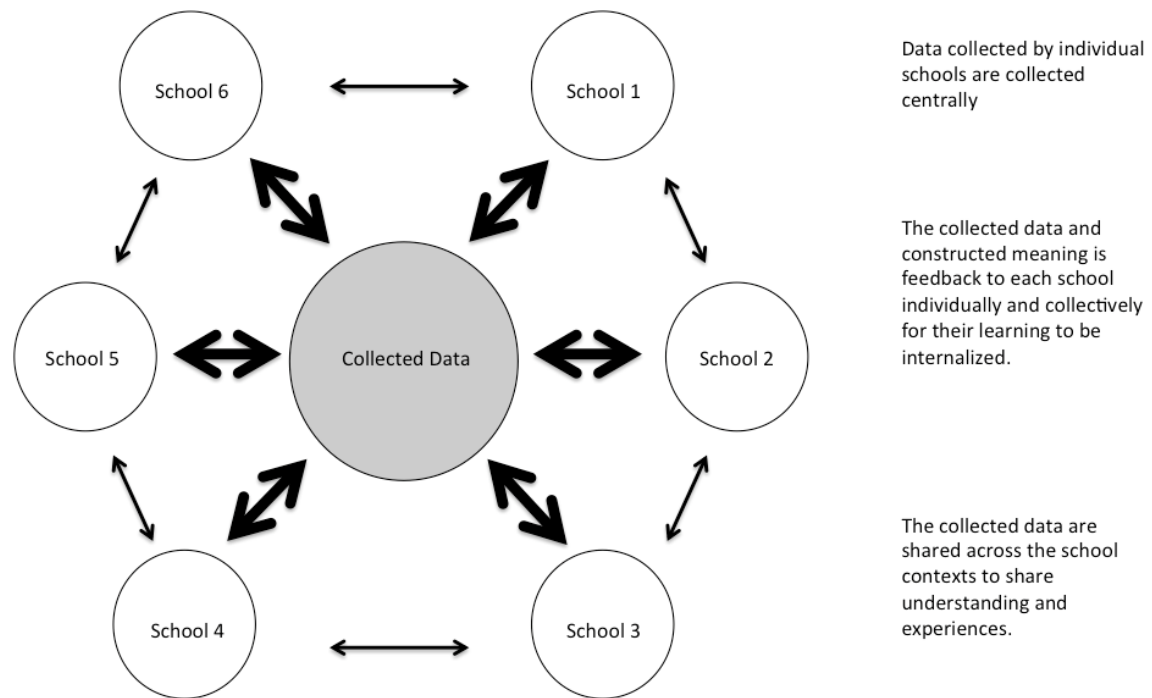 School 6
School 1
Data collected by individual
schools are collected
centrally
The collected data and
constructed meaning is
feedback to each school
individually and collectively
for their learning to be
internalized.
School 5
Collected Data
School 2
The collected data are
shared across the school
contexts to share
understanding and
experiences.
School 4
School 3